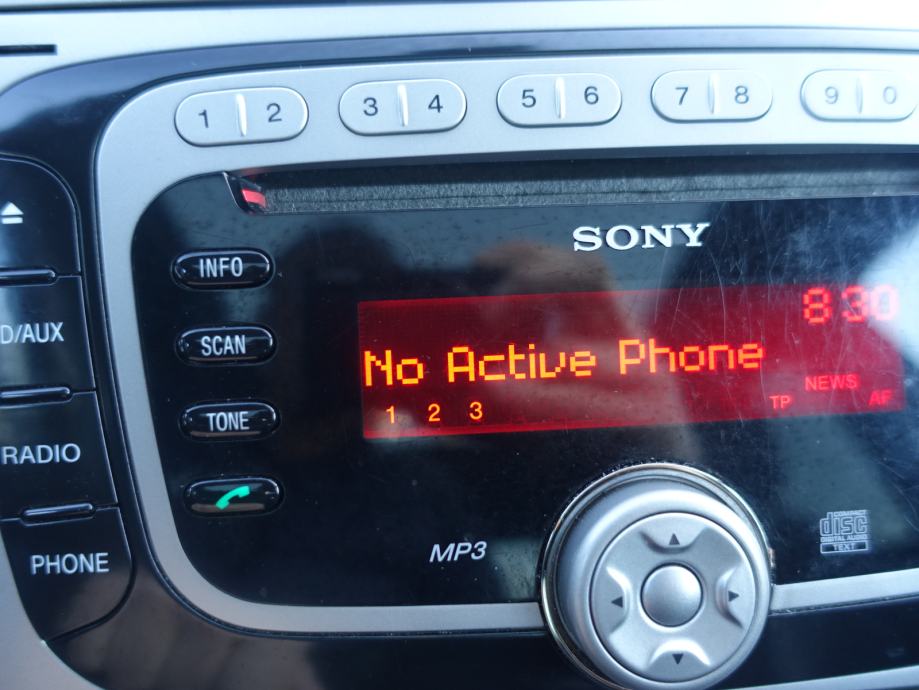 1 2 3 4 5 6 7 8 9 0
SONY
INFO
8:30
D/AUX
SCAN
No Active Phone
NEWS
1 2 3 TP AF
TONE
RADIO
PHONE
MP3
COMPACT
disc
DIGITAL AUDIO
TEXT